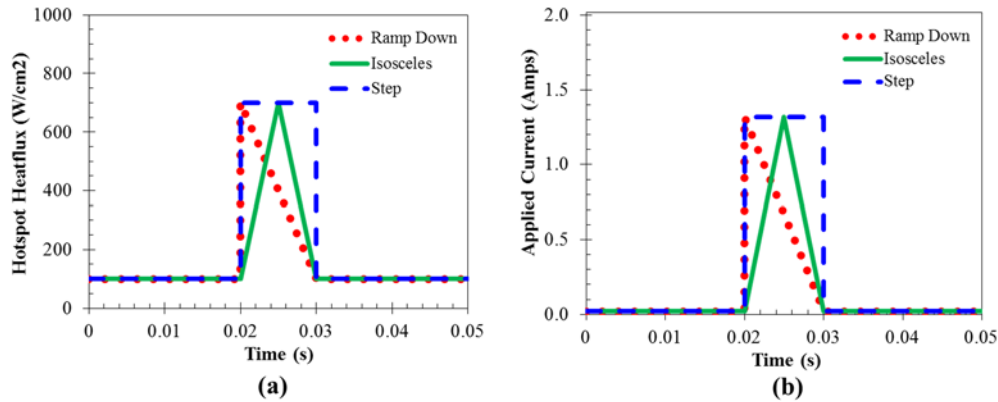 Hotspot Heatflux (W/cm2)
1000
800
600
400
200
0
Ramp Down
Isosceles
Step
0 0.01 0.02 0.03 0.04 0.05
Time (s)
(a)
Applied Current (Amps)
2.0
1.5
1.0
0.5
0.0
Ramp Down
Isosceles
Step
0 0.01 0.02 0.03 0.04 0.05
Time (s)
(b)